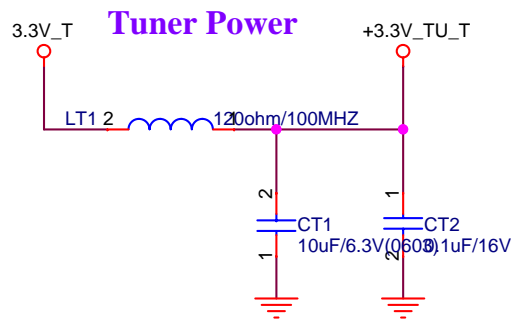 Tuner Power
3.3V_T
+3.3V_TU_T
LT1 2
120ohm/100MHZ
1
2
1
CT1
CT2
10uF/6.3V(0603)
0.1uF/16V
1
2